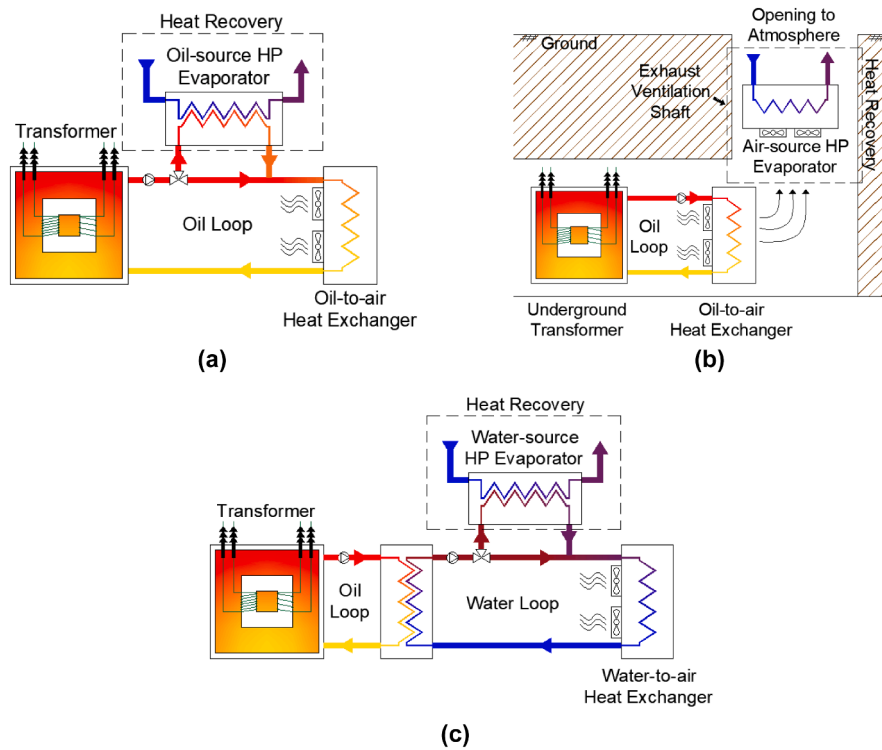 Heat Recovery
Oil-source HP
Evaporator
Transformer
Oil Loop
Oil-to-air
Heat Exchanger
(a)
Opening to
Atmosphere
Ground
Exhaust
Ventilation
Shaft
Heat Recovery
Air-source HP
Evaporator
Oil
Loop
Underground
Transformer
Oil-to-air
Heat Exchanger
(b)
Heat Recovery
Water-source
HP Evaporator
Transformer
Oil
Loop
Water Loop
Water-to-air
Heat Exchanger
(c)